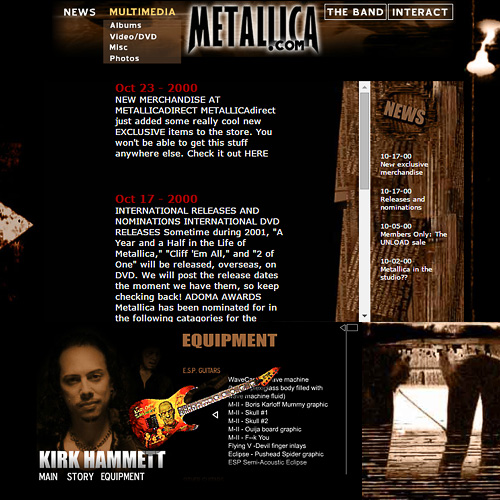 NEWS MULTIMEDIA METALLICA .COM THE BAND INTERACT
Albums
Video/DVD
Misc
Photos
Oct 23 - 2000
NEW MERCHANDISE AT
METALLICADIRECT METALLICAdirect
just added some really cool new
EXCLUSIVE items to the store. You
won't be able to get this stuff
anywhere else. Check it out HERE
Oct 17 - 2000
INTERNATIONAL RELEASES AND
NOMINATIONS INTERNATIONAL DVD
RELEASES Sometime during 2001, "A
Year and a Half in the Life of
Metallica," "Cliff 'Em All," and "2 of
One" will be released, overseas, on
DVD. We will post the release dates
the moment we have them, so keep
checking back! ADOMA AWARDS
Metallica has been nominated for in
the following catagories for the
NEWS
10-17-00
New exclusive
merchandise
10-17-00
Releases and
nominations
10-05-00
Members Only: The
UNLOAD sale
10-02-00
Metallica in the
studio??
EQUIPMENT
E.S.P. GUITARS
machine
glass body filled with
machine fluid)
M-II - Boris Karloff Mummy graphic
M-II - Skull #1
M-II - Skull #2
M-II - Ouija board graphic
M-II - F--k You
Flying V -Devil finger inlays
Eclipse - Pushead Spider graphic
ESP Semi-Acoustic Eclipse
KIRK HAMMETT
MAIN STORY EQUIPMENT